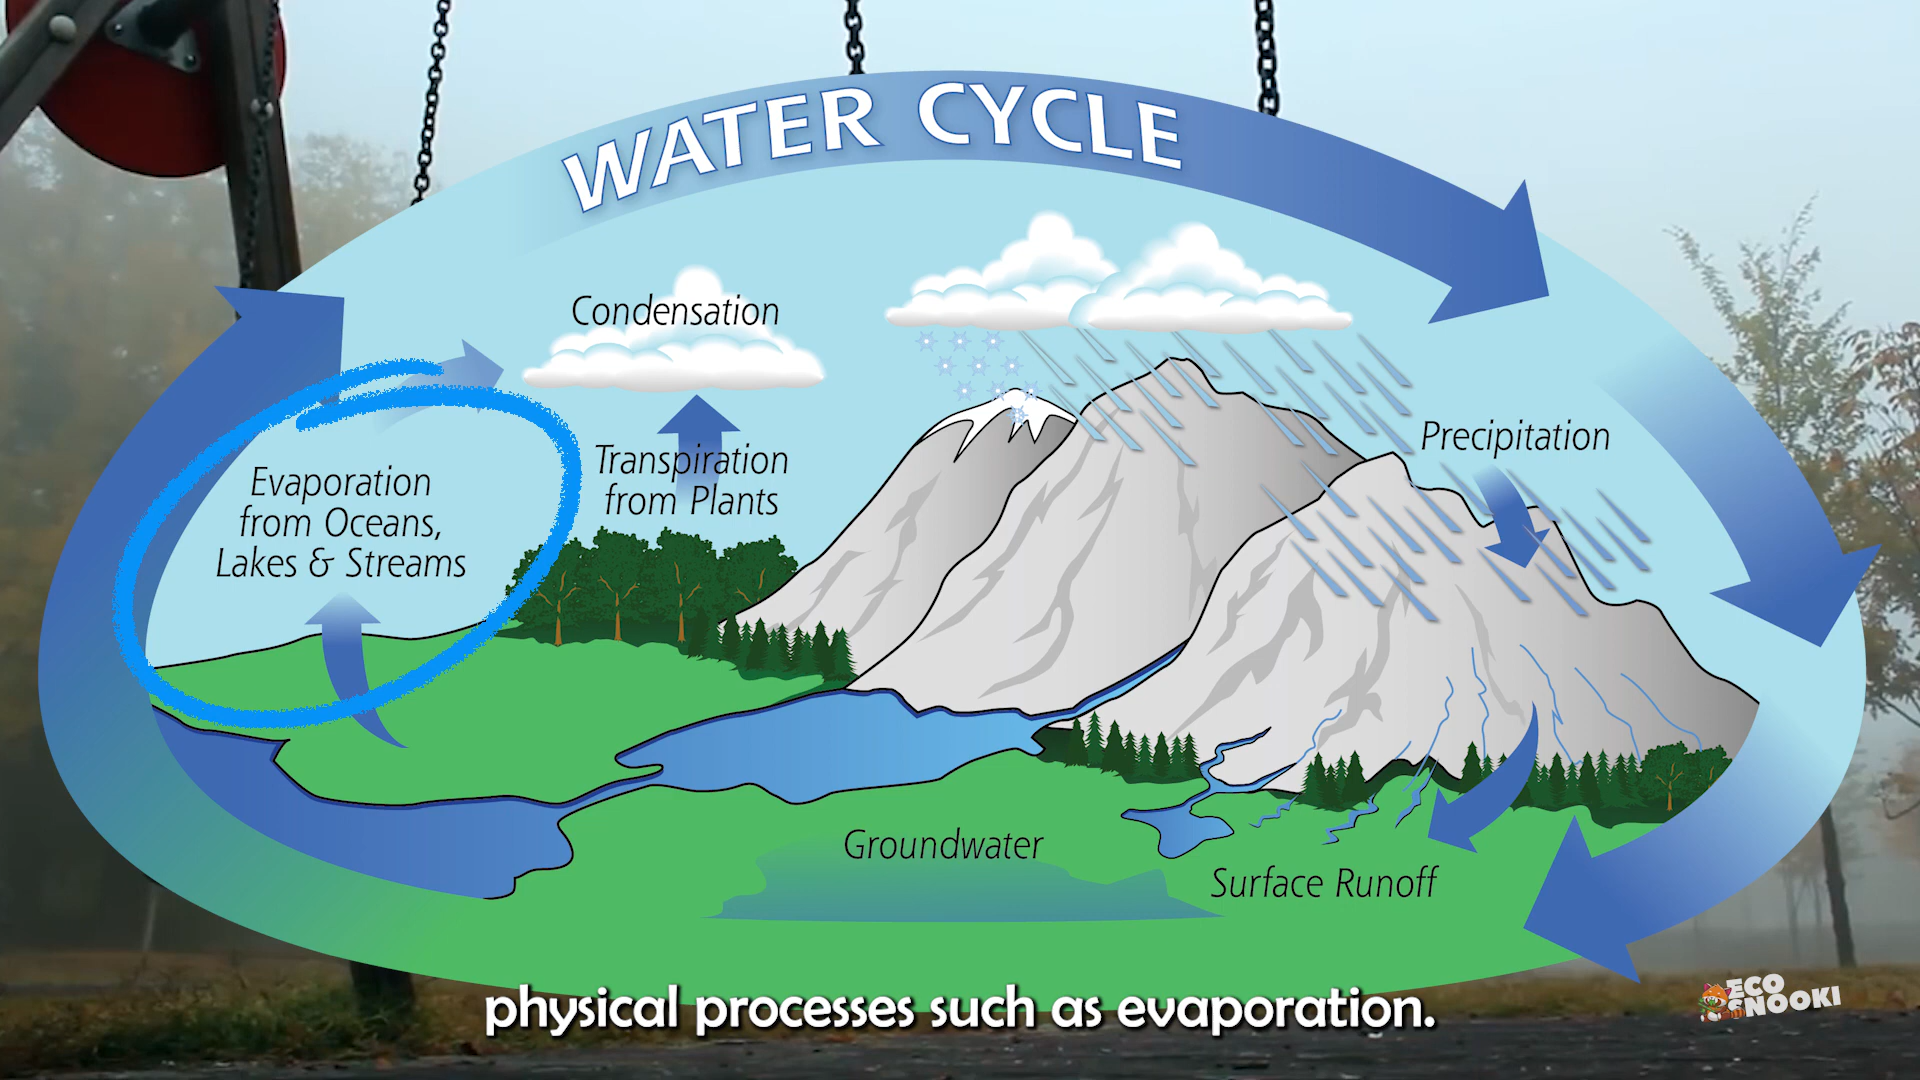 WATER CYCLE
Condensation
Evaporation
from Oceans,
Lakes & Streams
Transpiration
from Plants
Precipitation
Groundwater
Surface Runoff
physical processes such as evaporation.
ECO
SNOOKI